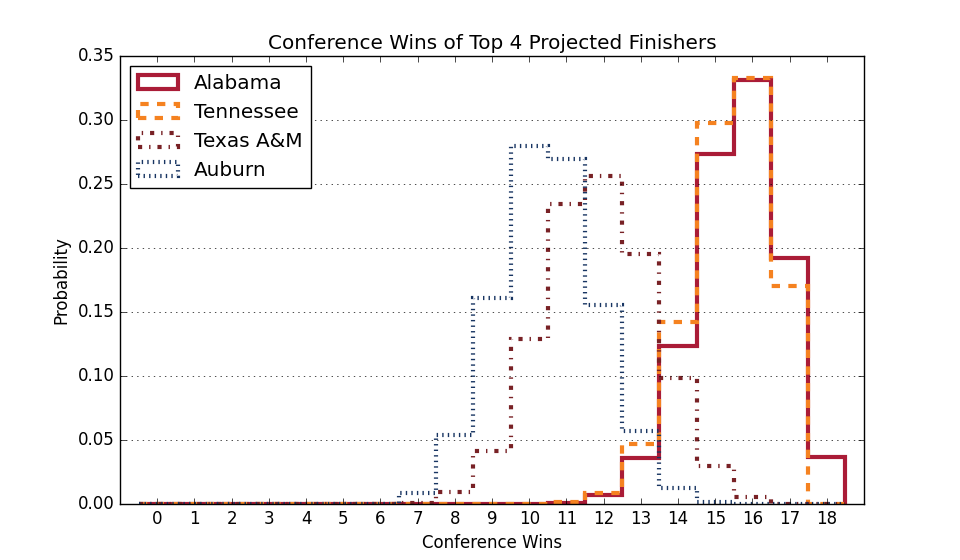 Conference Wins of Top 4 Projected Finishers
Alabama
Tennessee
Texas A&M
Auburn
0.35
0.30
0.25
0.20
0.15
0.10
0.05
0.00
Probability
0 1 2 3 4 5 6 7 8 9 10 11 12 13 14 15 16 17 18
Conference Wins